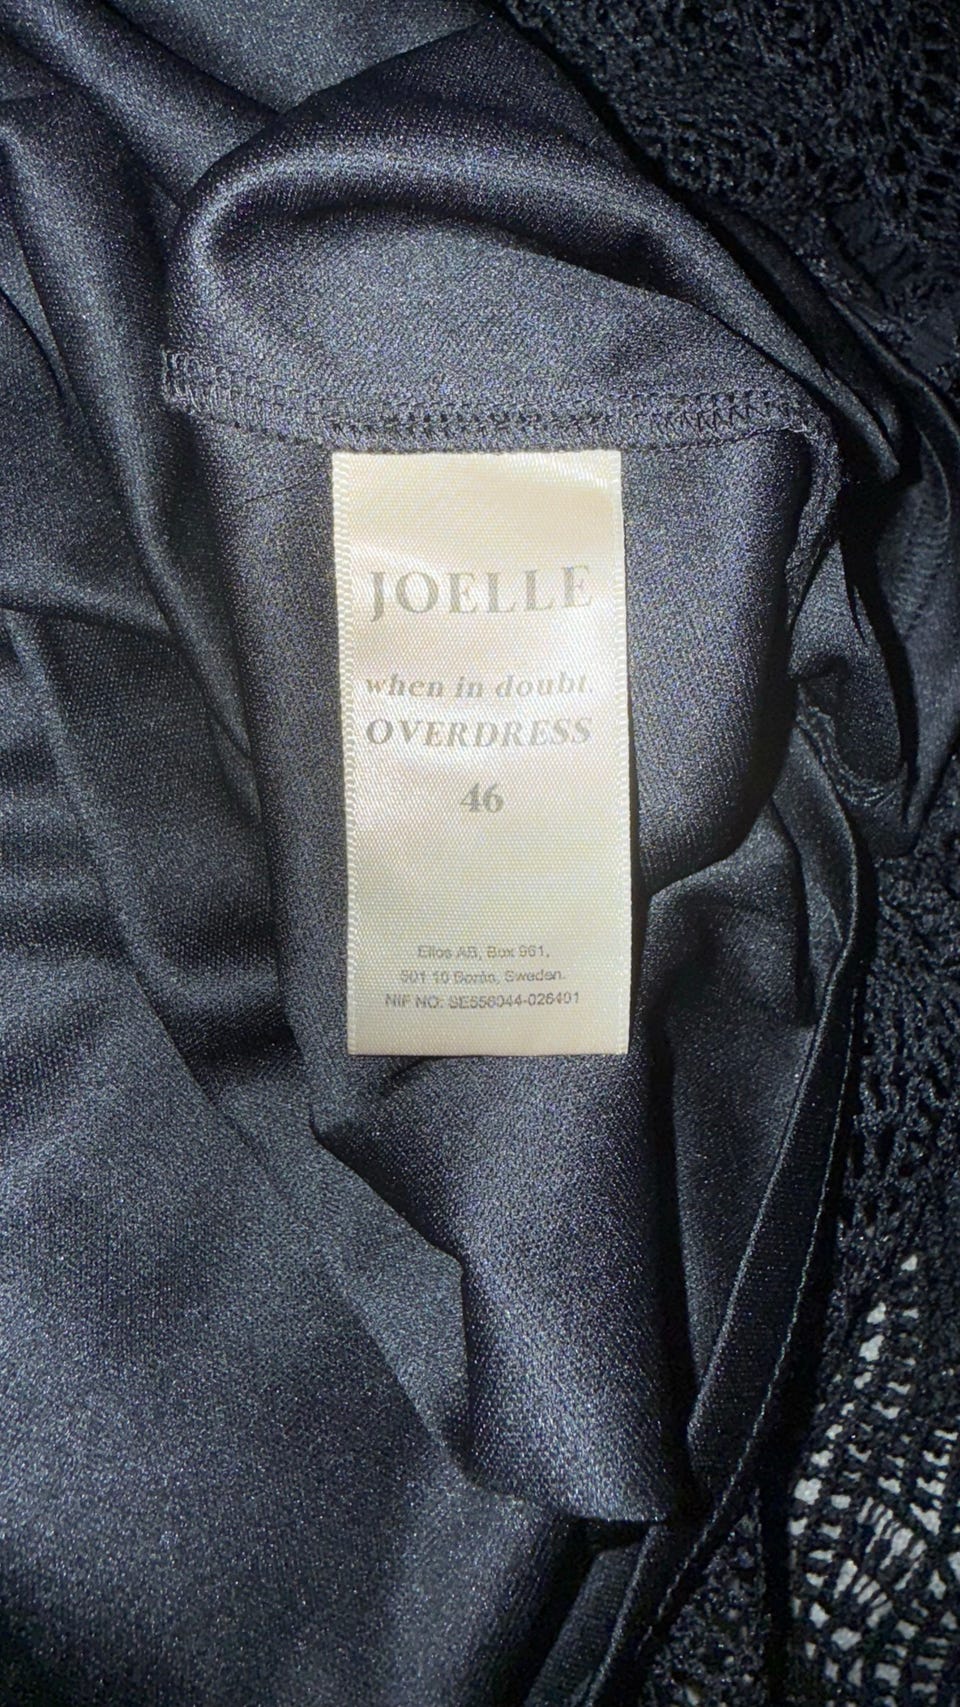 JOELLE
when in doubt.
OVERDRESS
46
Ellos AB, Box 961,
501 10 Borås, Sweden.
NIF NO: SE556044-026401